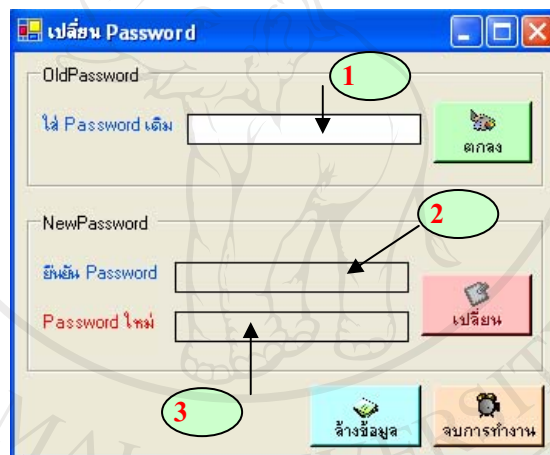 เปลี่ยน Password
OldPassword
1
ใส่ Password เดิม
ตกลง
NewPassword
2
ยืนยัน Password
Password ใหม่
เปลี่ยน
3
ล้างข้อมูล
จบการทำงาน